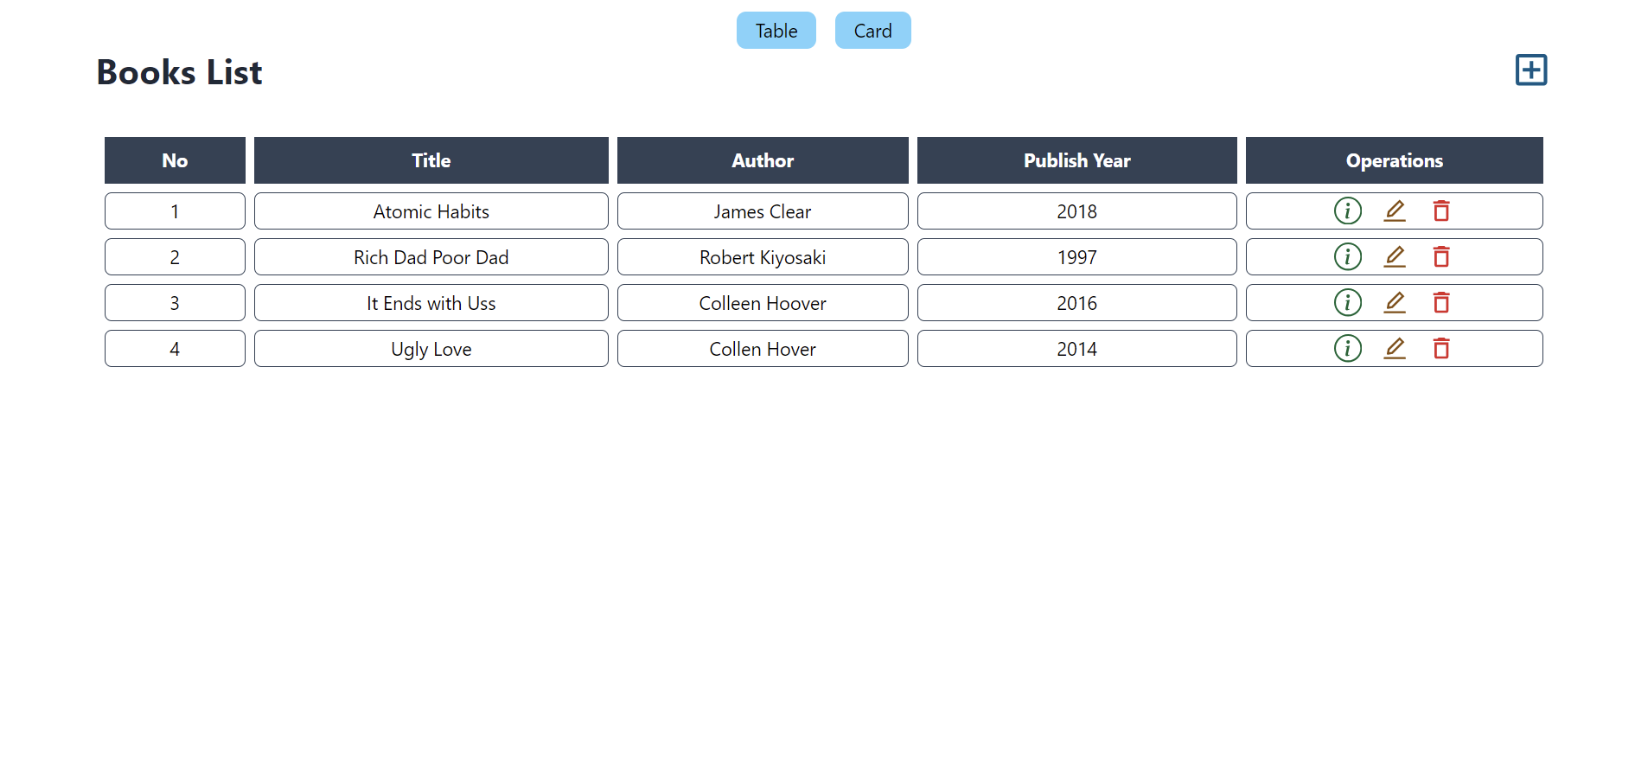 Table Card
Books List
No Title Author Publish Year Operations
1 Atomic Habits James Clear 2018
2 Rich Dad Poor Dad Robert Kiyosaki 1997
3 It Ends with Uss Colleen Hoover 2016
4 Ugly Love Collen Hover 2014